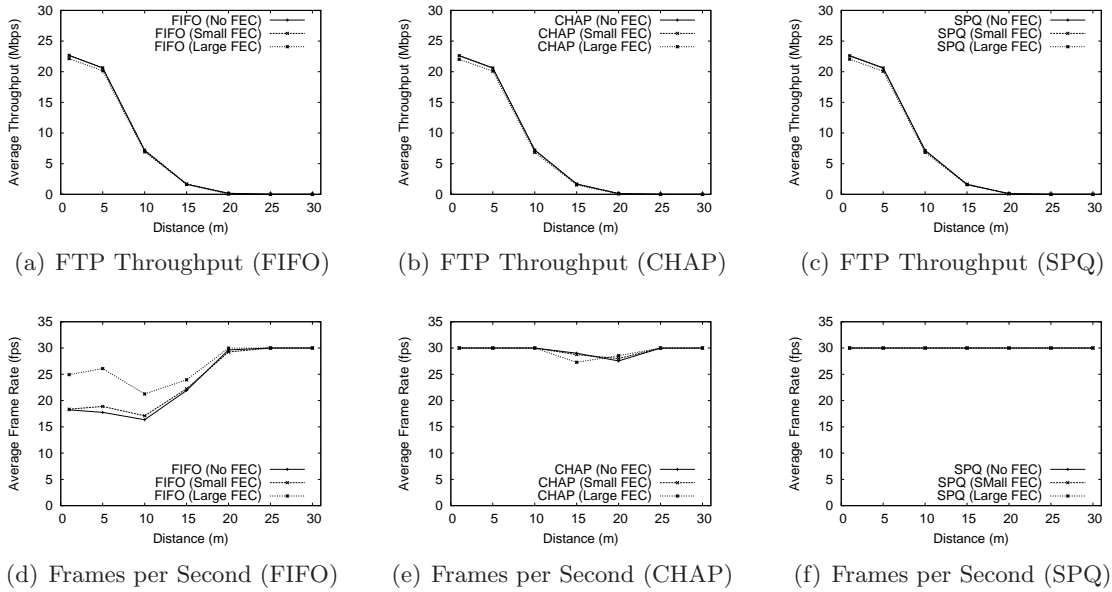 Average Throughput (Mbps)
30
25
20
15
10
5
0
FIFO (No FEC)
FIFO (Small FEC)
FIFO (Large FEC)
0 5 10 15 20 25 30
Distance (m)
(a) FTP Throughput (FIFO)
Average Throughput (Mbps)
30
25
20
15
10
5
0
CHAP (No FEC)
CHAP (Small FEC)
CHAP (Large FEC)
0 5 10 15 20 25 30
Distance (m)
(b) FTP Throughput (CHAP)
Average Throughput (Mbps)
30
25
20
15
10
5
0
SPQ (No FEC)
SPQ (Small FEC)
SPQ (Large FEC)
0 5 10 15 20 25 30
Distance (m)
(c) FTP Throughput (SPQ)
Average Frame Rate (fps)
35
30
25
20
15
10
5
0
FIFO (No FEC)
FIFO (Small FEC)
FIFO (Large FEC)
0 5 10 15 20 25 30
Distance (m)
(d) Frames per Second (FIFO)
Average Frame Rate (fps)
35
30
25
20
15
10
5
0
CHAP (No FEC)
CHAP (Small FEC)
CHAP (Large FEC)
0 5 10 15 20 25 30
Distance (m)
(e) Frames per Second (CHAP)
Average Frame Rate (fps)
35
30
25
20
15
10
5
0
SPQ (No FEC)
SPQ (SMall FEC)
SPQ (Large FEC)
0 5 10 15 20 25 30
Distance (m)
(f) Frames per Second (SPQ)